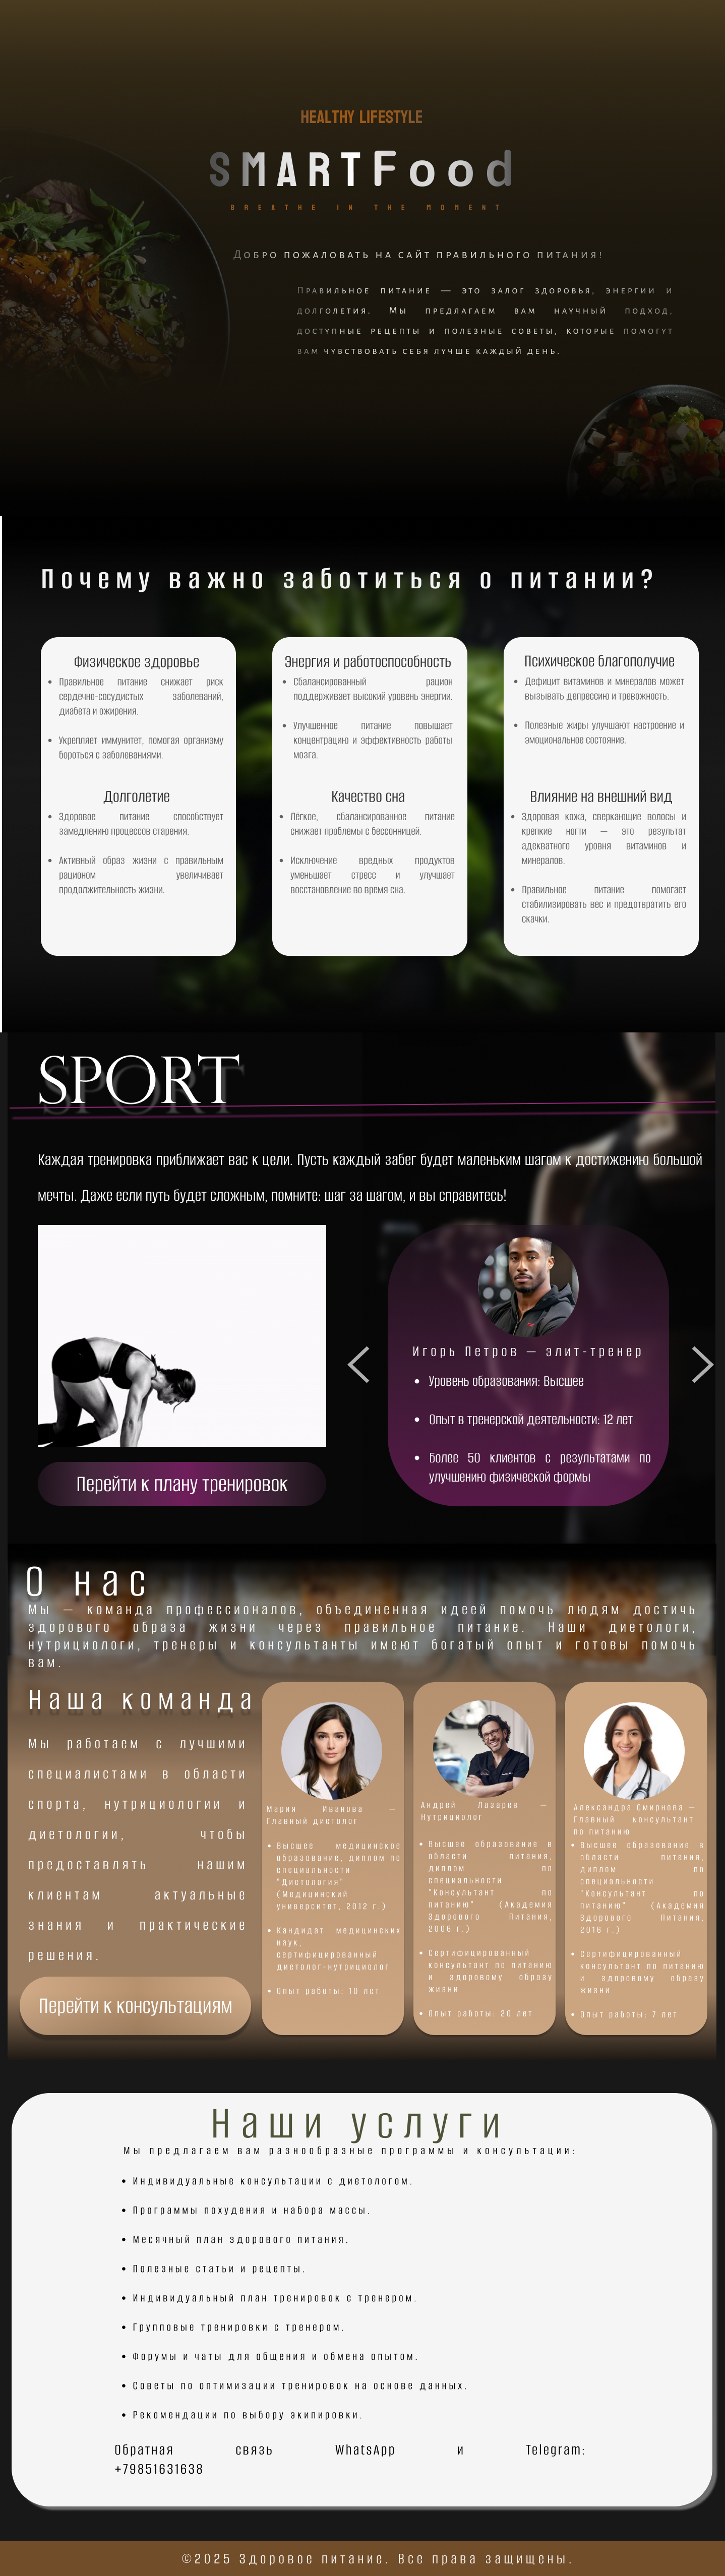 HEALTHY LIFESTYLE
SMARTFood
BREATHE IN THE MOMENT
Добро пожаловать на сайт правильного питания!
Правильное питание — это залог здоровья, энергии и
долголетия. Мы предлагаем вам научный подход,
доступные рецепты и полезные советы, которые помогут
вам чувствовать себя лучше каждый день.
Почему важно заботиться о питании?
Физическое здоровье
• Правильное питание снижает риск
сердечно-сосудистых заболеваний,
диабета и ожирения.
• Укрепляет иммунитет, помогая организму
бороться с заболеваниями.
Долголетие
• Здоровое питание способствует
замедлению процессов старения.
• Активный образ жизни с правильным
рационом увеличивает
продолжительность жизни.
Энергия и работоспособность
• Сбалансированный рацион
поддерживает высокий уровень энергии.
• Улучшенное питание повышает
концентрацию и эффективность работы
мозга.
Качество сна
• Лёгкое, сбалансированное питание
снижает проблемы с бессонницей.
• Исключение вредных продуктов
уменьшает стресс и улучшает
восстановление во время сна.
Психическое благополучие
• Дефицит витаминов и минералов может
вызывать депрессию и тревожность.
• Полезные жиры улучшают настроение и
эмоциональное состояние.
Влияние на внешний вид
• Здоровая кожа, сверкающие волосы и
крепкие ногти — это результат
адекватного уровня витаминов и
минералов.
• Правильное питание помогает
стабилизировать вес и предотвратить его
скачки.
SPORT
Каждая тренировка приближает вас к цели. Пусть каждый забег будет маленьким шагом к достижению большой
мечты. Даже если путь будет сложным, помните: шаг за шагом, и вы справитесь!
Перейти к плану тренировок
Игорь Петров — элит-тренер
• Уровень образования: Высшее
• Опыт в тренерской деятельности: 12 лет
• Более 50 клиентов с результатами по
улучшению физической формы
О нас
Мы — команда профессионалов, объединенная идеей помочь людям достичь
здорового образа жизни через правильное питание. Наши диетологи,
нутрициологи, тренеры и консультанты имеют богатый опыт и готовы помочь
вам.
Наша команда
Мы работаем с лучшими
специалистами в области
спорта, нутрициологии и
диетологии, чтобы
предоставлять нашим
клиентам актуальные
знания и практические
решения.
Перейти к консультациям
Мария Иванова —
Главный диетолог
• Высшее медицинское
образование, диплом по
специальности
"Диетология"
(Медицинский
университет, 2012 г.)
• Кандидат медицинских
наук,
сертифицированный
диетолог-нутрициолог
• Опыт работы: 10 лет
Андрей Лазарев —
Нутрициолог
• Высшее образование в
области питания,
диплом по
специальности
"Консультант по
питанию" (Академия
Здорового Питания,
2006 г.)
• Сертифицированный
консультант по питанию
и здоровому образу
жизни
• Опыт работы: 20 лет
Александра Смирнова —
Главный консультант
по питанию
• Высшее образование в
области питания,
диплом по
специальности
"Консультант по
питанию" (Академия
Здорового Питания,
2016 г.)
• Сертифицированный
консультант по питанию
и здоровому образу
жизни
• Опыт работы: 7 лет
Наши услуги
Мы предлагаем вам разнообразные программы и консультации:
• Индивидуальные консультации с диетологом.
• Программы похудения и набора массы.
• Месячный план здорового питания.
• Полезные статьи и рецепты.
• Индивидуальный план тренировок с тренером.
• Групповые тренировки с тренером.
• Форумы и чаты для общения и обмена опытом.
• Советы по оптимизации тренировок на основе данных.
• Рекомендации по выбору экипировки.
Обратная связь WhatsApp и Telegram:
+79851631638
©2025 Здоровое питание. Все права защищены.